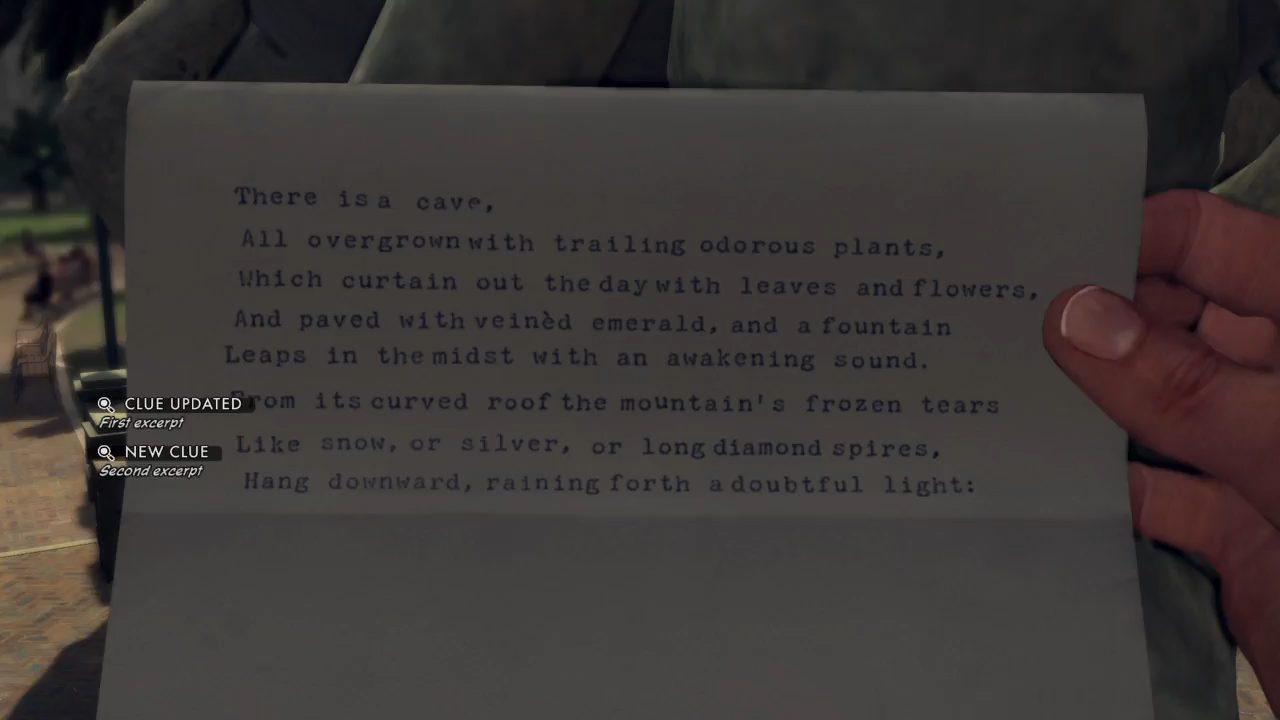 There is a cave,
All overgrown with trailing odorous plants,
Which curtain out the day with leaves and flowers,
And paved with veinèd emerald, and a fountain
Leaps in the midst with an awakening sound.
From its curved roof the mountain's frozen tears
Like snow, or silver, or long diamond spires,
Hang downward, raining forth a doubtful light:
CLUE UPDATED
First excerpt
NEW CLUE
Second excerpt